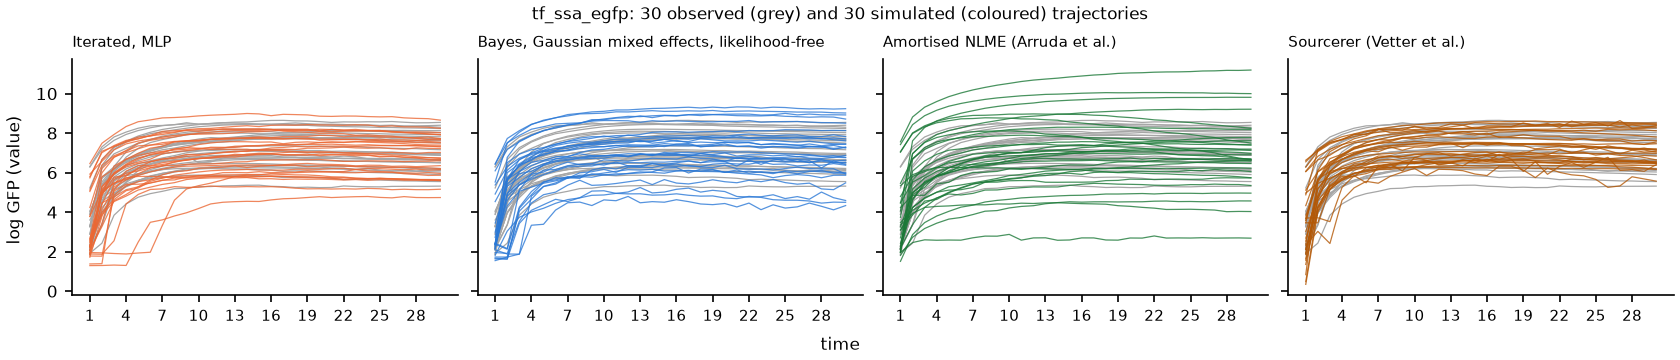 tf_ssa_egfp: 30 observed (grey) and 30 simulated (coloured) trajectories
Iterated, MLP
Bayes, Gaussian mixed effects, likelihood-free
Amortised NLME (Arruda et al.)
Sourcerer (Vetter et al.)
log GFP (value)
10
8
6
4
2
0
1 4 7 10 13 16 19 22 25 28
1 4 7 10 13 16 19 22 25 28
1 4 7 10 13 16 19 22 25 28
1 4 7 10 13 16 19 22 25 28
time